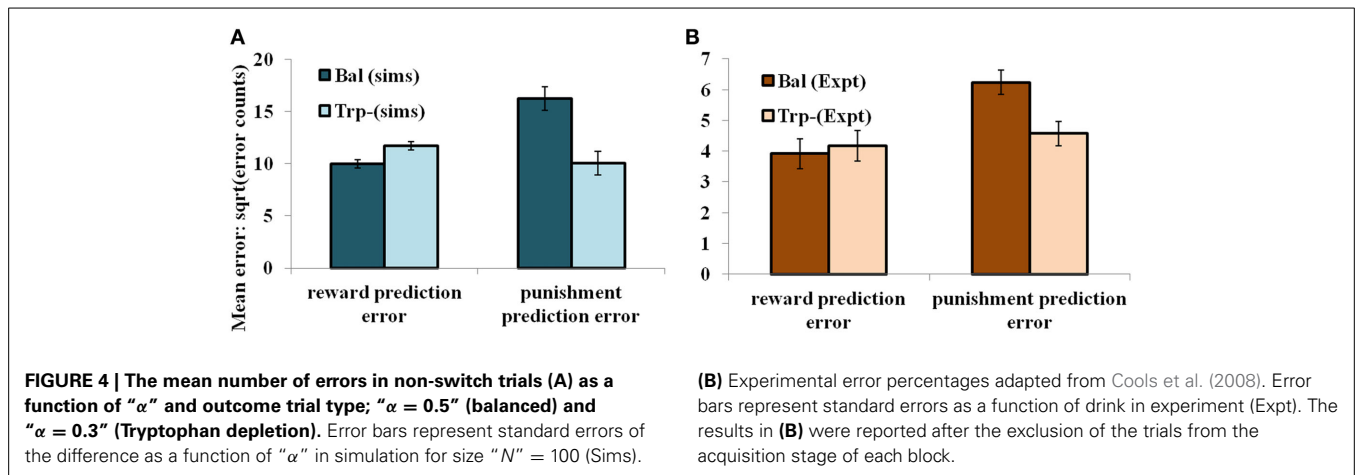 A
Mean error: sqrt(error counts)
20
15
10
5
0
Bal (sims)
Trp-(sims)
reward prediction
error
punishment
prediction error
B
7
6
5
4
3
2
1
0
Bal (Expt)
Trp-(Expt)
reward prediction
error
punishment prediction
error
FIGURE 4 | The mean number of errors in non-switch trials (A) as a
function of “α” and outcome trial type; “α = 0.5” (balanced) and
“α = 0.3” (Tryptophan depletion). Error bars represent standard errors of
the difference as a function of “α” in simulation for size “N” = 100 (Sims).
(B) Experimental error percentages adapted from Cools et al. (2008). Error
bars represent standard errors as a function of drink in experiment (Expt). The
results in (B) were reported after the exclusion of the trials from the
acquisition stage of each block.